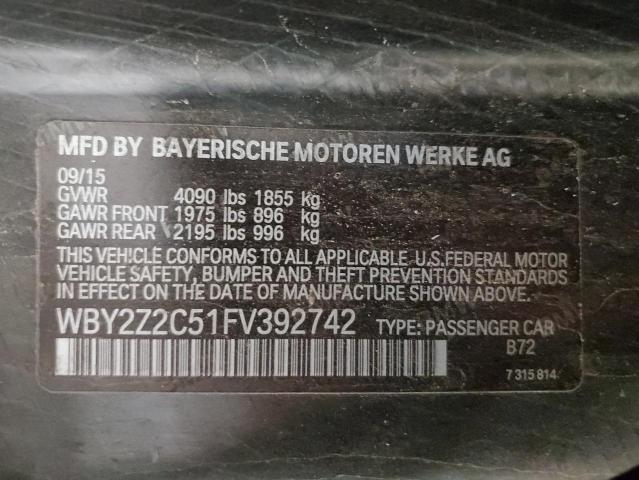 MFD BY BAYERISCHE MOTOREN WERKE AG
09/15
GVWR 4090 lbs 1855 kg
GAWR FRONT 1975 lbs 896 kg
GAWR REAR 2195 lbs 996 kg
THIS VEHICLE CONFORMS TO ALL APPLICABLE U.S.FEDERAL MOTOR
VEHICLE SAFETY, BUMPER AND THEFT PREVENTION STANDARDS
IN EFFECT ON THE DATE OF MANUFACTURE SHOWN ABOVE.
WBY2Z2C51FV392742 TYPE: PASSENGER CAR
B72
7 315 814